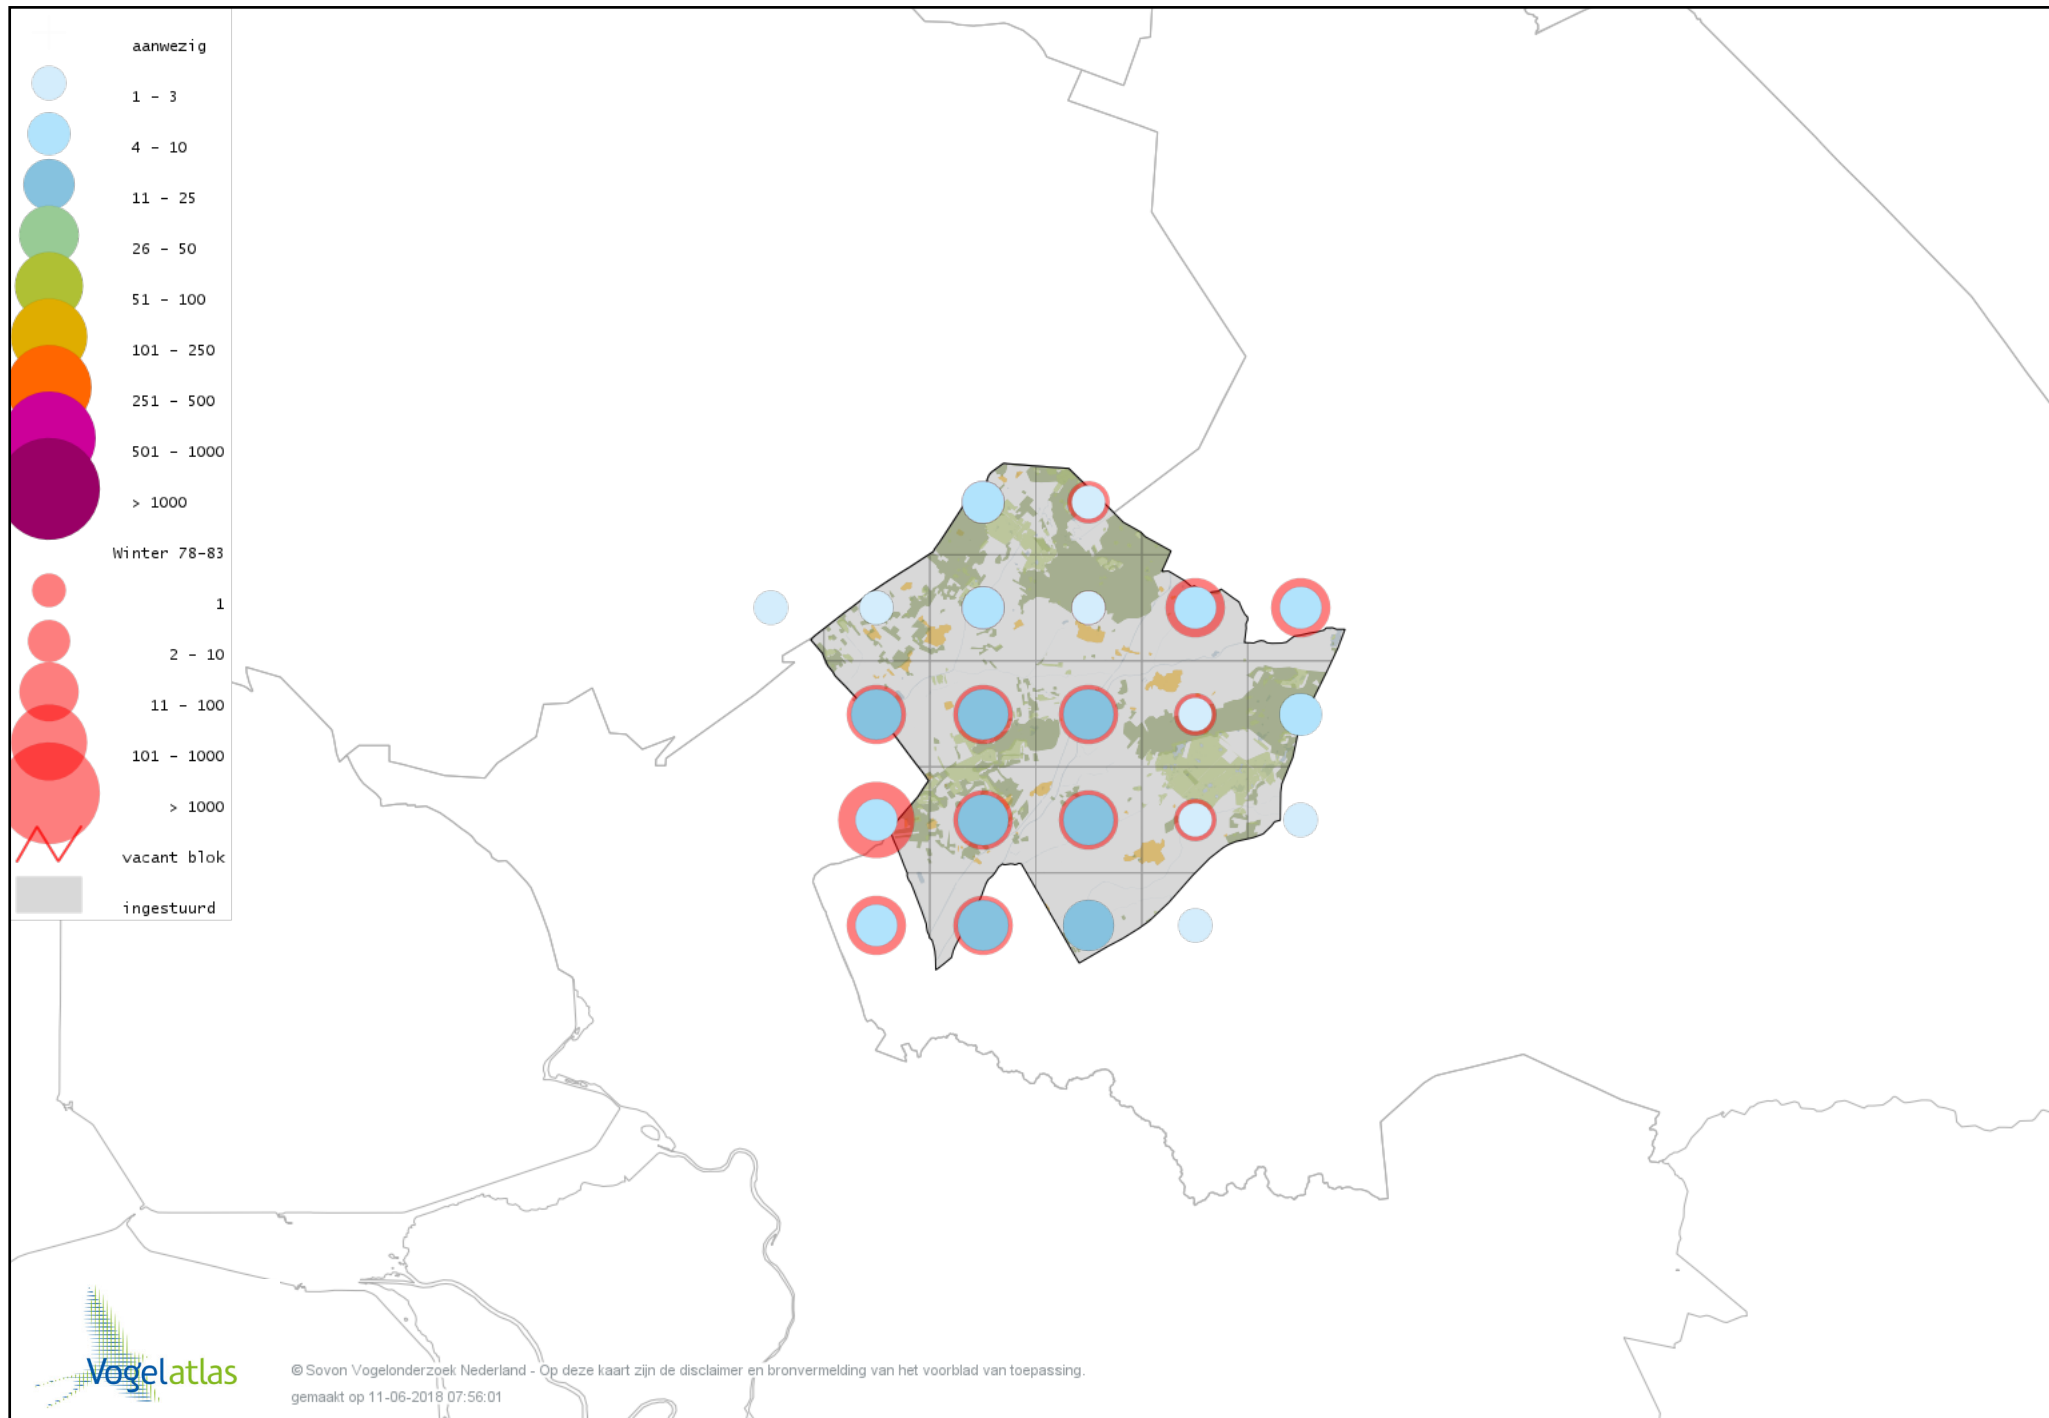 aanwezig
1 - 3
4 - 10
11 - 25
26 - 50
51 - 100
101 - 250
251 - 500
501 - 1000
> 1000
Winter 78-83
1
2 - 10
11 - 100
101 - 1000
> 1000
vacant blok
ingestuurd
Vogelatlas
© Sovon Vogelonderzoek Nederland - Op deze kaart zijn de disclaimer en bronvermelding van het voorblad van toepassing.
gemaakt op 11-06-2018 07:56:01